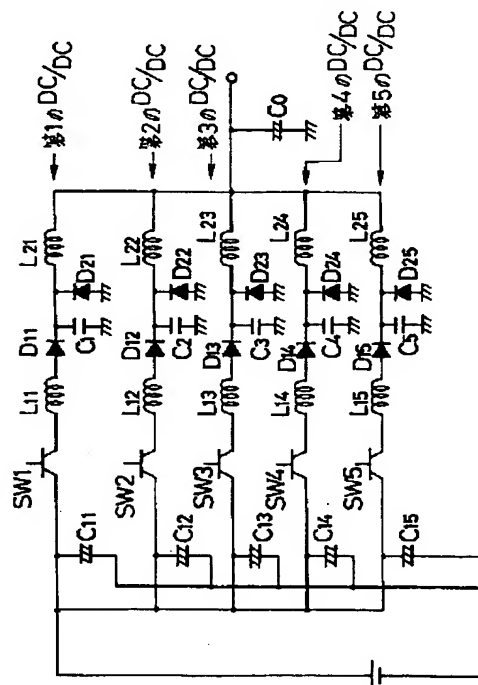 第1のDC/DC
L21
D21
D11
C1
L11
SW1
C11
第2のDC/DC
L22
D22
D12
C2
L12
SW2
C12
第3のDC/DC
C0
L23
D23
D13
C3
L13
SW3
C13
第4のDC/DC
L24
D24
D14
C4
L14
SW4
C14
第5のDC/DC
L25
D25
D15
C5
L15
SW5
C15